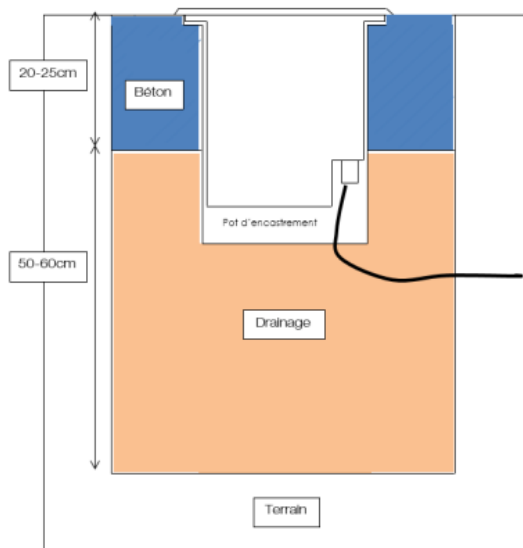 20-25cm
Béton
Pot d'encastrement
50-60cm
Drainage
Terrain